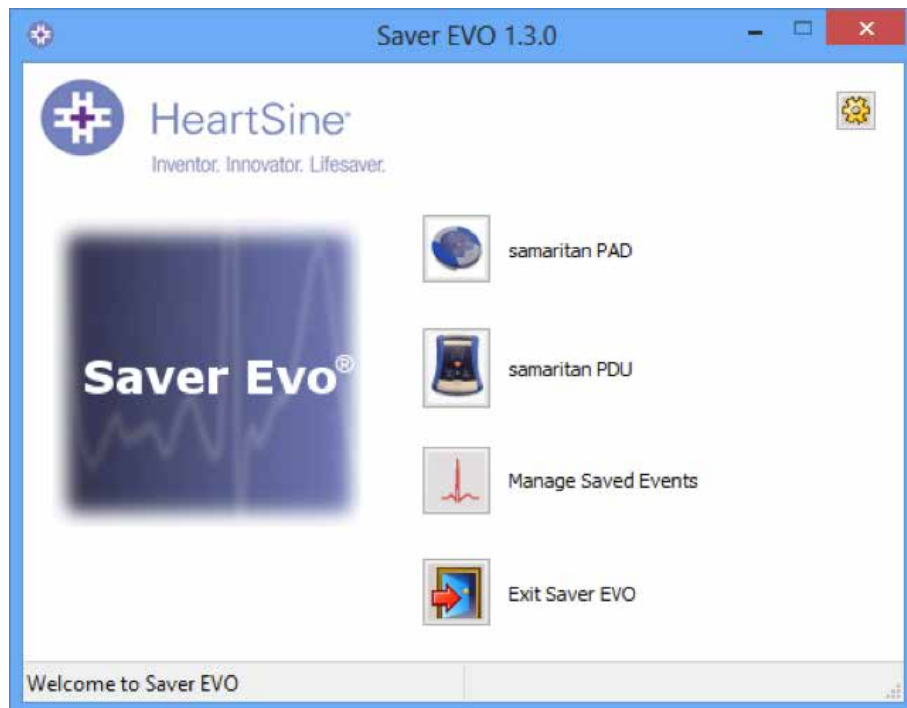 Saver EVO 1.3.0
HeartSine®
Inventor. Innovator. Lifesaver.
samaritan PAD
Saver Evo®
samaritan PDU
Manage Saved Events
Exit Saver EVO
Welcome to Saver EVO